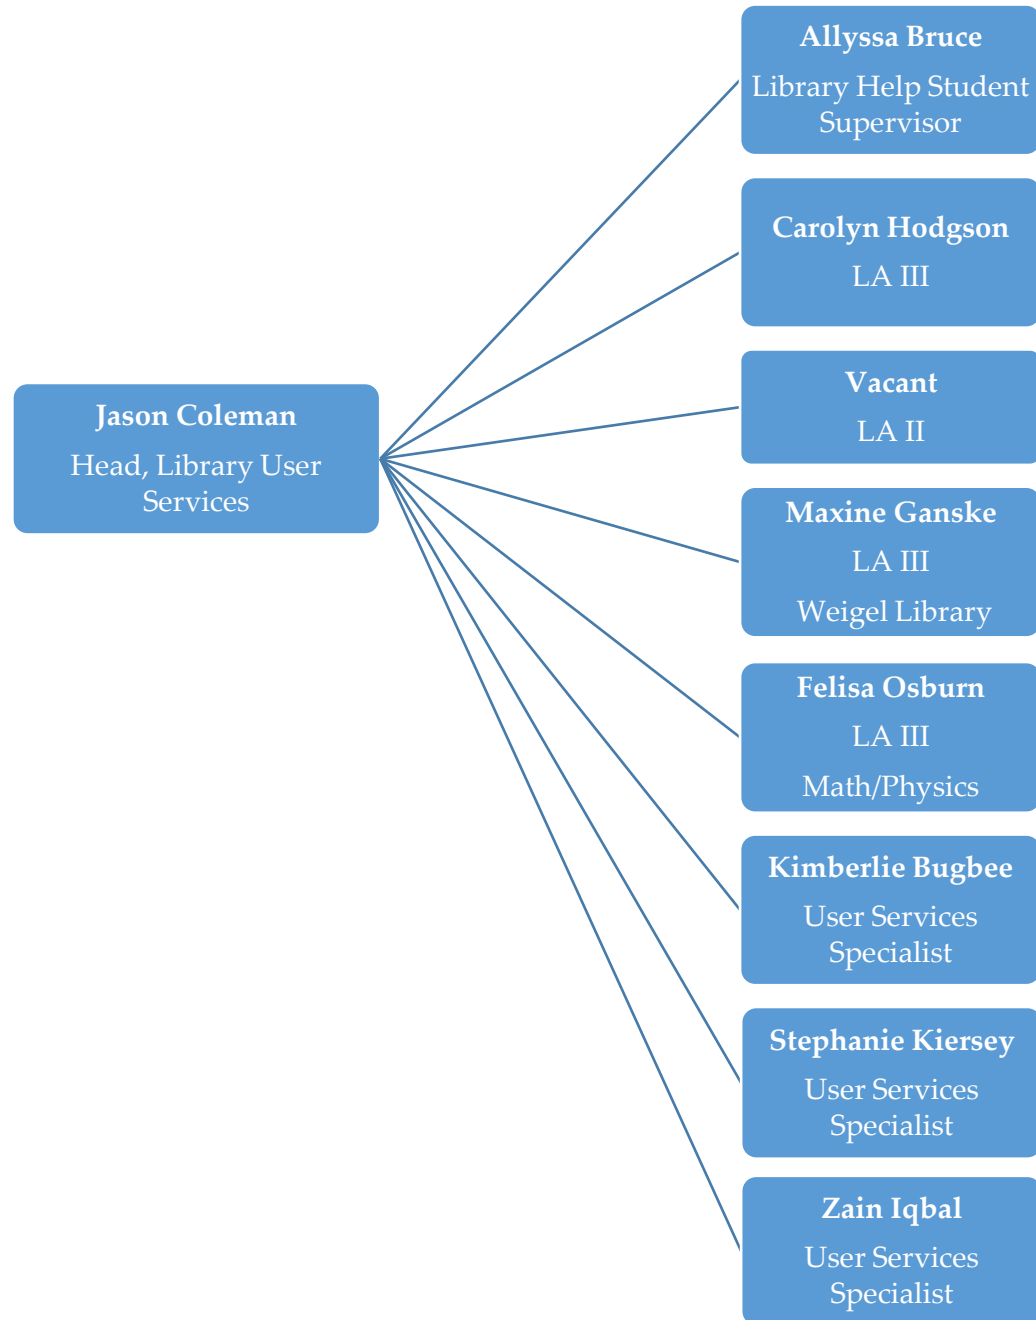 Allyssa Bruce
Library Help Student
Supervisor
Carolyn Hodgson
LA III
Vacant
LA II
Jason Coleman
Head, Library User
Services
Maxine Ganske
LA III
Weigel Library
Felisa Osburn
LA III
Math/Physics
Kimberlie Bugbee
User Services
Specialist
Stephanie Kiersey
User Services
Specialist
Zain Iqbal
User Services
Specialist